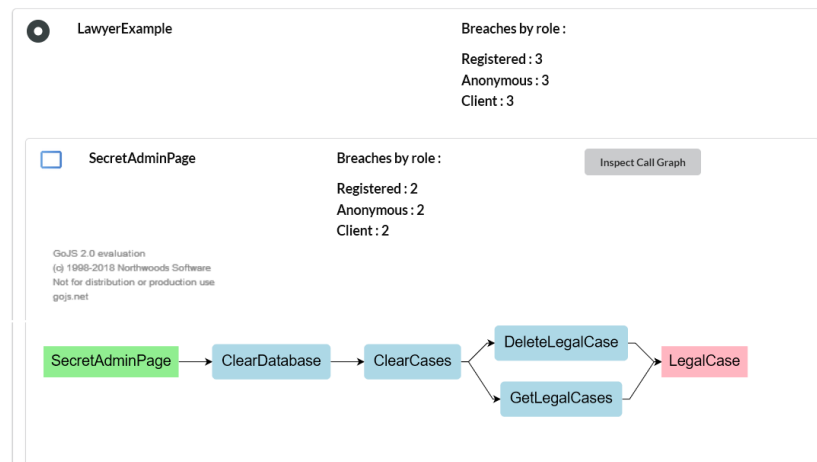 LawyerExample
Breaches by role :
Registered : 3
Anonymous : 3
Client : 3
SecretAdminPage
Breaches by role :
Inspect Call Graph
Registered : 2
Anonymous : 2
Client : 2
GoJS 2.0 evaluation
(c) 1998-2018 Northwoods Software
Not for distribution or production use
gojs.net
SecretAdminPage
ClearDatabase
ClearCases
DeleteLegalCase
GetLegalCases
LegalCase